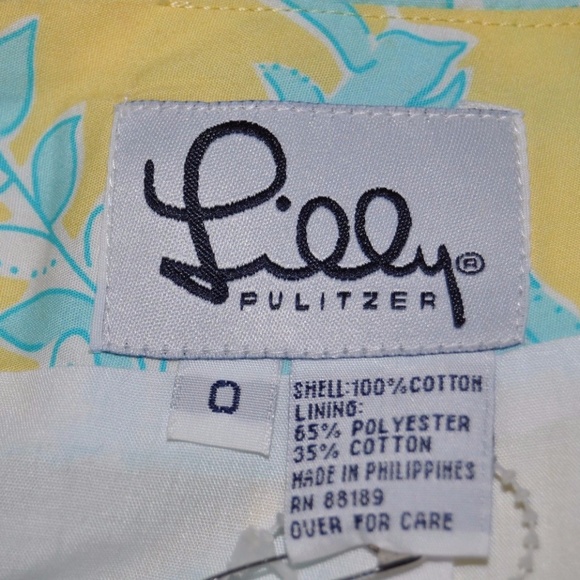 Lilly®
PULITZER
0
SHELL:100%COTTON
LINING:
65% POLYESTER
35% COTTON
MADE IN PHILIPPINES
RN 88189
OVER FOR CARE